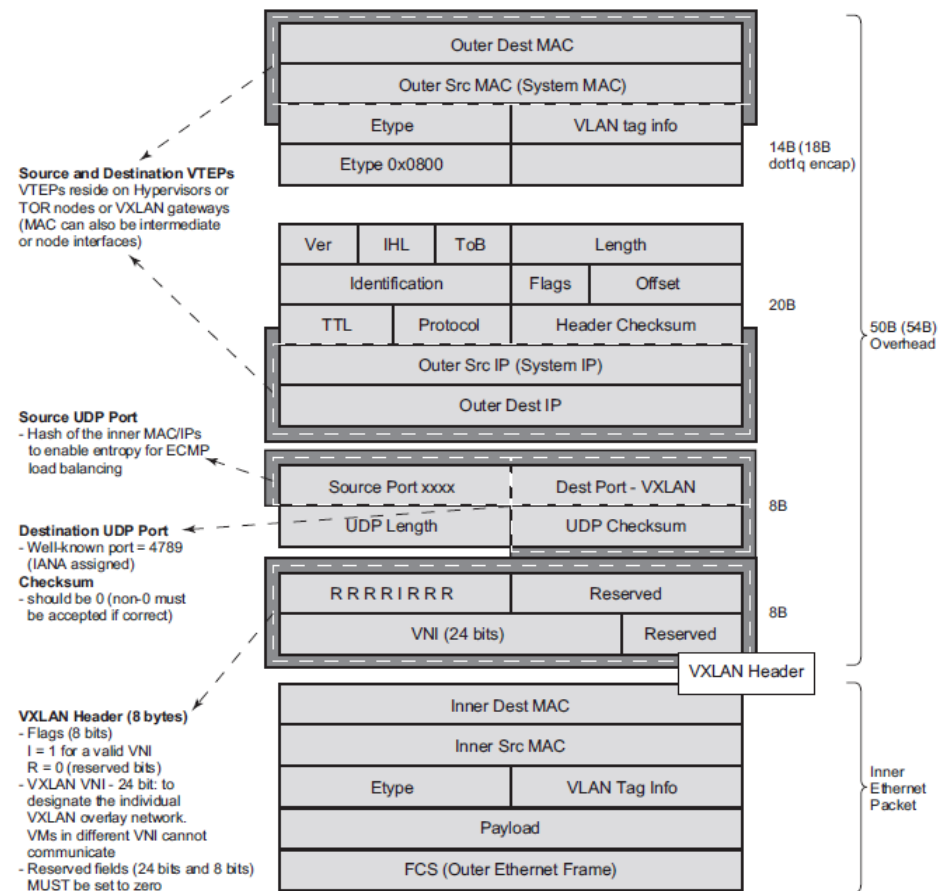 Outer Dest MAC
Outer Src MAC (System MAC)
Etype VLAN tag info
Etype 0x0800
14B (18B
dot1q encap)
Source and Destination VTEPs
VTEPs reside on Hypervisors or
TOR nodes or VXLAN gateways
(MAC can also be intermediate
or node interfaces)
Ver IHL ToB Length
Identification Flags Offset
TTL Protocol Header Checksum
Outer Src IP (System IP)
Outer Dest IP
20B
50B (54B)
Overhead
Source UDP Port
- Hash of the inner MAC/IPs
to enable entropy for ECMP
load balancing
Source Port xxxx Dest Port - VXLAN
UDP Length UDP Checksum
8B
Destination UDP Port
- Well-known port = 4789
(IANA assigned)
Checksum
- should be 0 (non-0 must
be accepted if correct)
R R R R I R R R Reserved
VNI (24 bits) Reserved
8B
VXLAN Header
VXLAN Header (8 bytes)
- Flags (8 bits)
I = 1 for a valid VNI
R = 0 (reserved bits)
- VXLAN VNI - 24 bit: to
designate the individual
VXLAN overlay network.
VMs in different VNI cannot
communicate
- Reserved fields (24 bits and 8 bits)
MUST be set to zero
Inner Dest MAC
Inner Src MAC
Etype VLAN Tag Info
Payload
FCS (Outer Ethernet Frame)
Inner
Ethernet
Packet